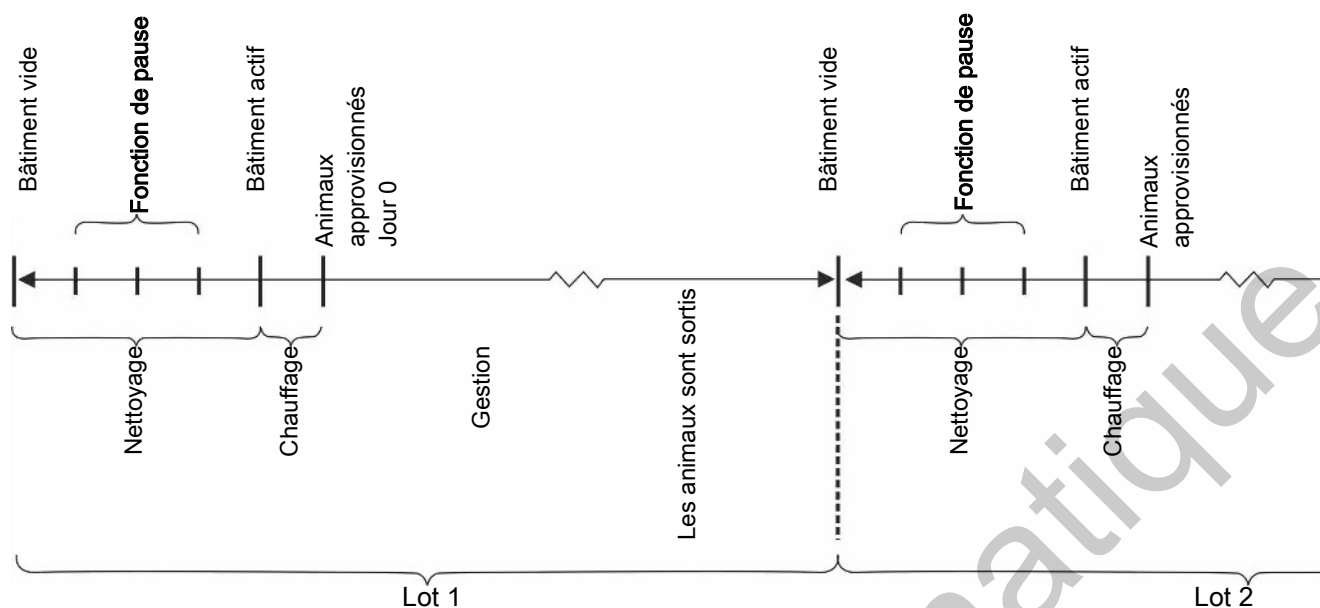 Bâtiment vide
Fonction de pause
Bâtiment actif
Animaux
approvisionnés
Jour 0
Bâtiment vide
Fonction de pause
Bâtiment actif
Animaux
approvisionnés
Nettoyage
Chauffage
Gestion
Les animaux sont sortis
Nettoyage
Chauffage
Lot 1
Lot 2
matique